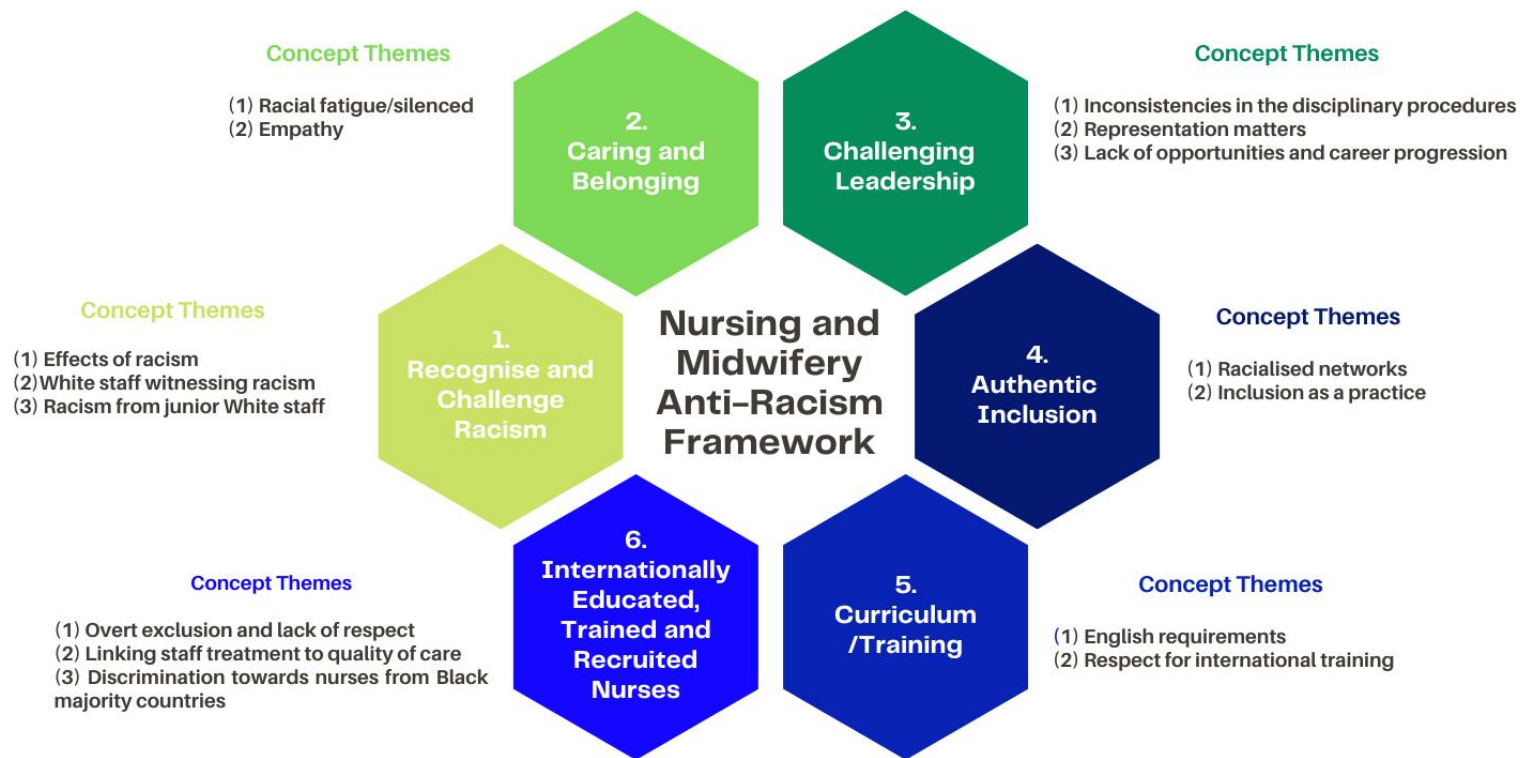 Nursing and
Midwifery
Anti-Racism
Framework
1.
Recognise and
Challenge
Racism
Concept Themes
(1) Effects of racism
(2)White staff witnessing racism
(3) Racism from junior White staff
2.
Caring and
Belonging
Concept Themes
(1) Racial fatigue/silenced
(2) Empathy
3.
Challenging
Leadership
Concept Themes
(1) Inconsistencies in the disciplinary procedures
(2) Representation matters
(3) Lack of opportunities and career progression
4.
Authentic
Inclusion
Concept Themes
(1) Racialised networks
(2) Inclusion as a practice
5.
Curriculum
/Training
Concept Themes
(1) English requirements
(2) Respect for international training
6.
Internationally
Educated,
Trained and
Recruited
Nurses
Concept Themes
(1) Overt exclusion and lack of respect
(2) Linking staff treatment to quality of care
(3) Discrimination towards nurses from Black
majority countries